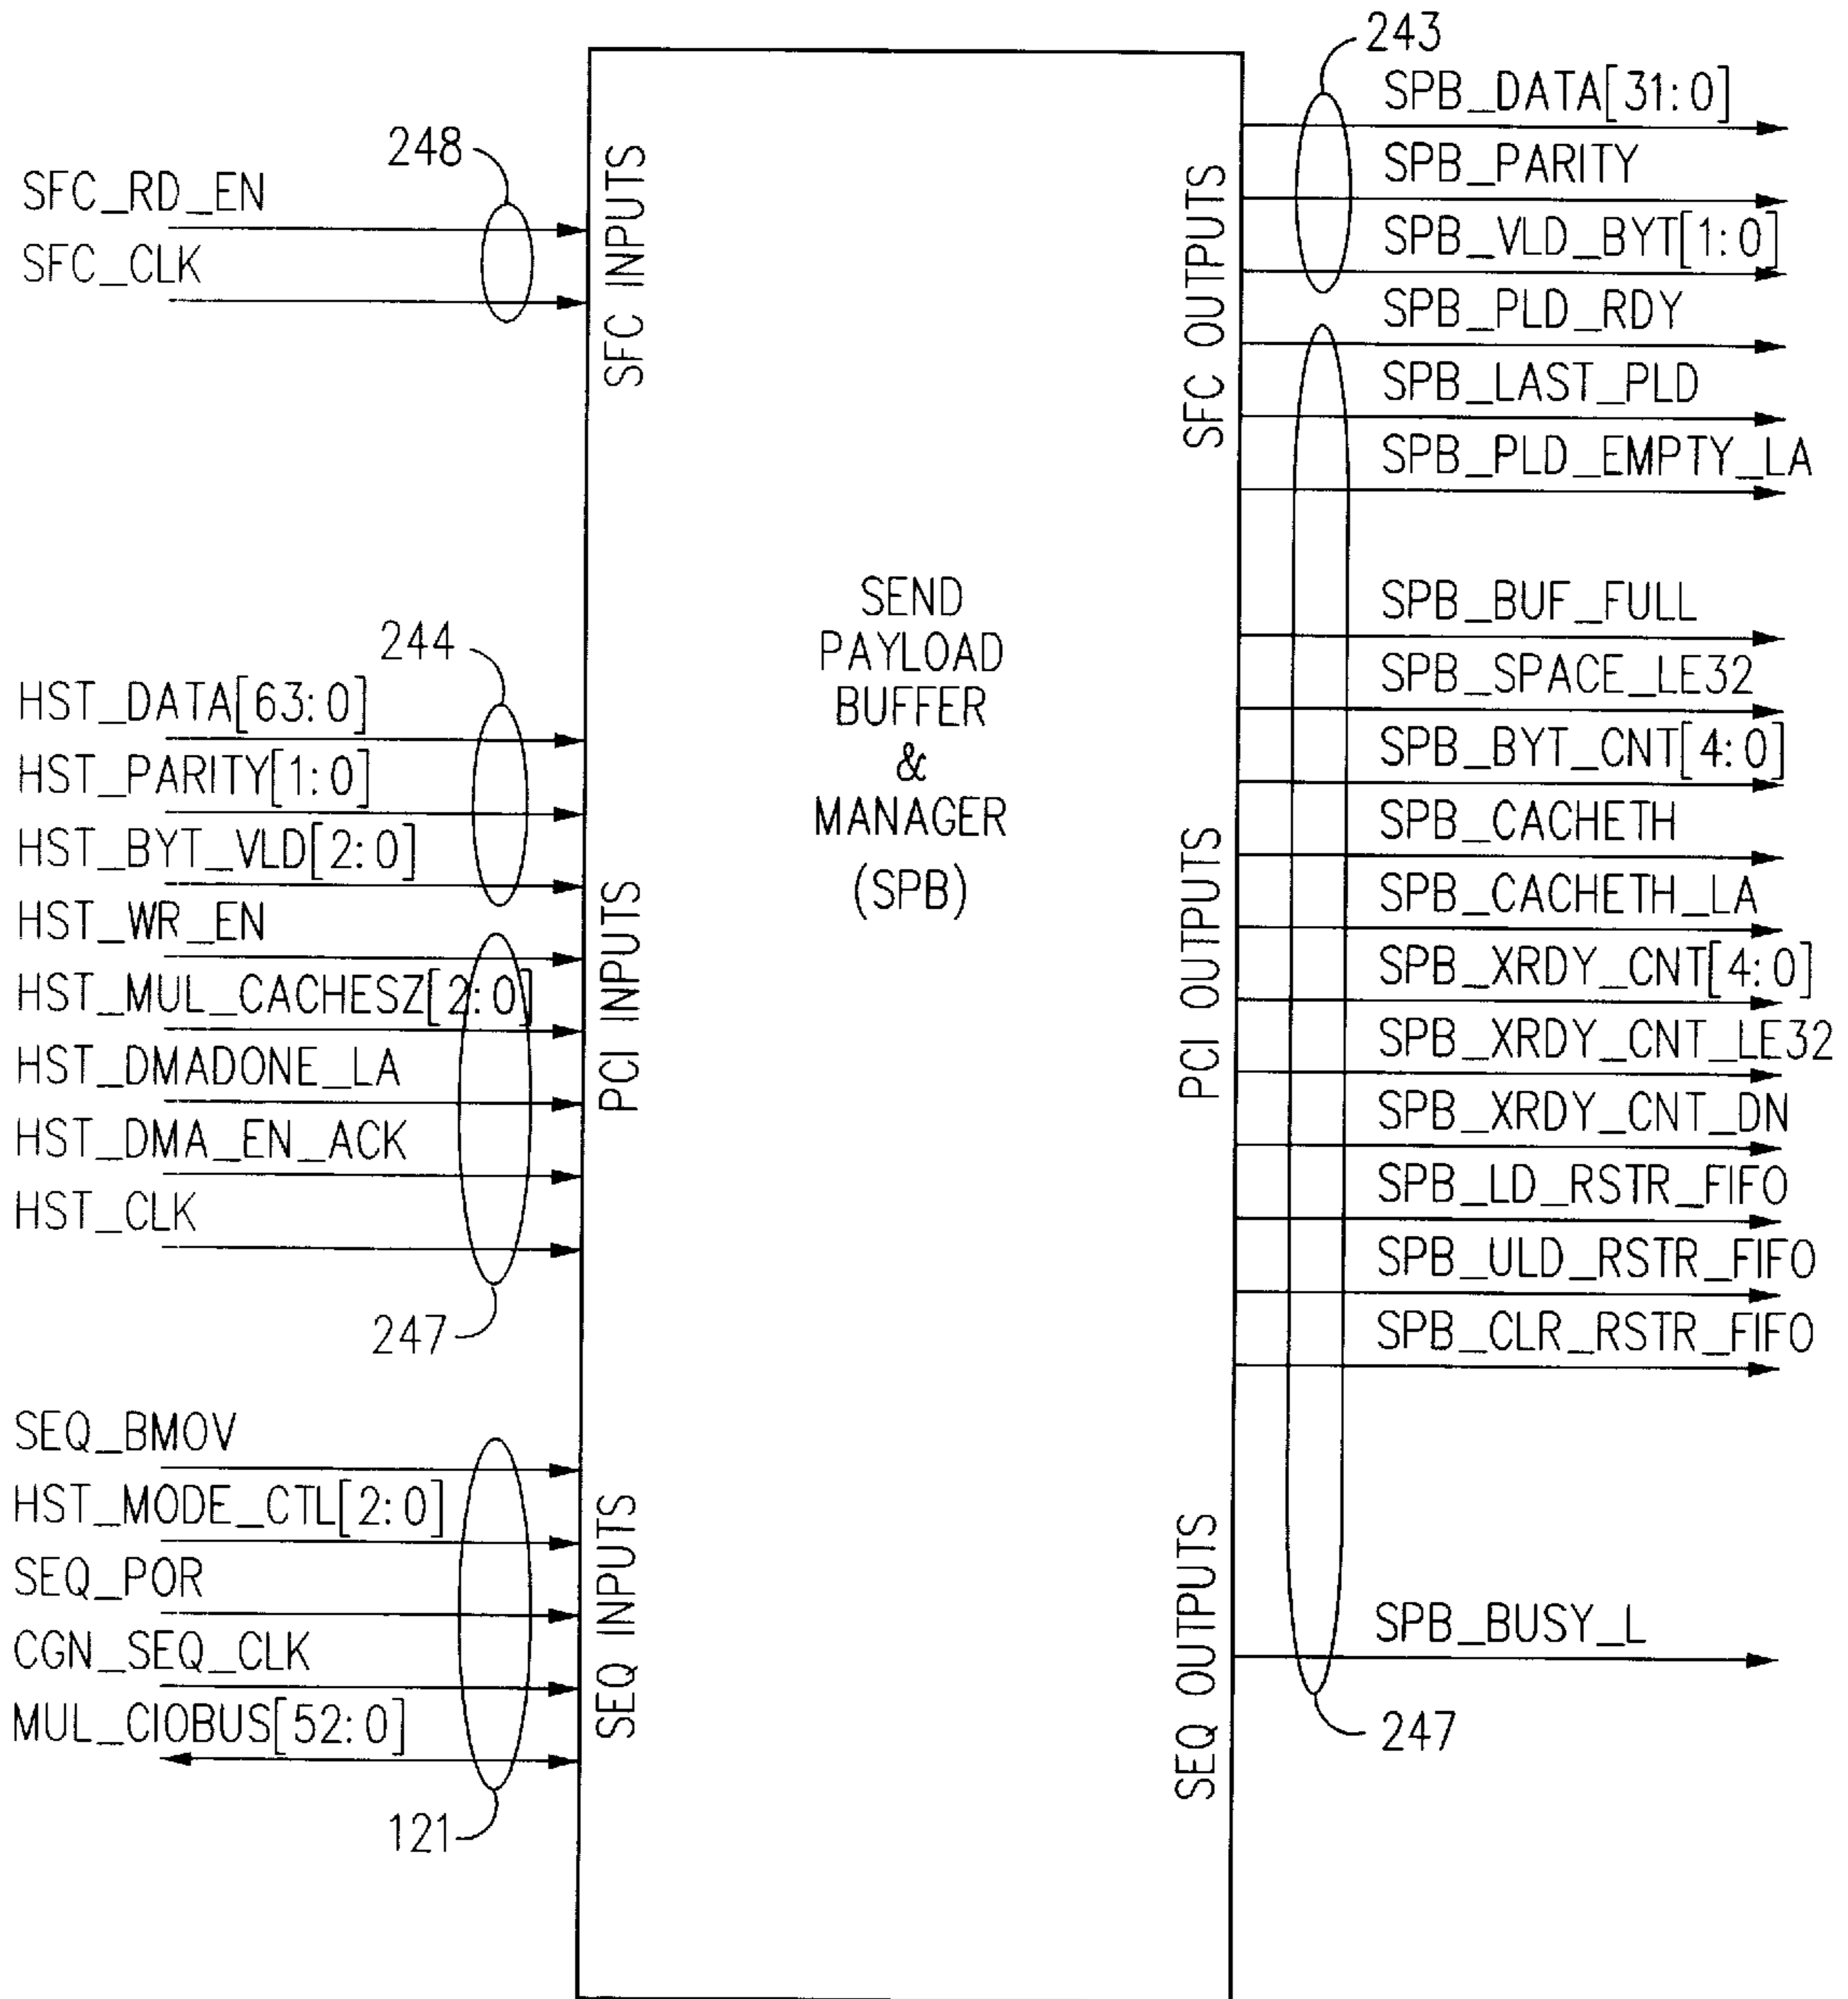 248
SFC_RD_EN
SFC_CLK
SFC INPUTS
244
HST_DATA[63:0]
HST_PARITY[1:0]
HST_BYT_VLD[2:0]
HST_WR_EN
HST_MUL_CACHESZ[2:0]
HST_DMADONE_LA
HST_DMA_EN_ACK
HST_CLK
247
PCI INPUTS
SEQ_BMOV
HST_MODE_CTL[2:0]
SEQ_POR
CGN_SEQ_CLK
MUL_CIOBUS[52:0]
121
SEQ INPUTS
SEND
PAYLOAD
BUFFER
&
MANAGER
(SPB)
243
SFC OUTPUTS
SPB_DATA[31:0]
SPB_PARITY
SPB_VLD_BYT[1:0]
SPB_PLD_RDY
SPB_LAST_PLD
SPB_PLD_EMPTY_LA
PCI OUTPUTS
SPB_BUF_FULL
SPB_SPACE_LE32
SPB_BYT_CNT[4:0]
SPB_CACHETH
SPB_CACHETH_LA
SPB_XRDY_CNT[4:0]
SPB_XRDY_CNT_LE32
SPB_XRDY_CNT_DN
SPB_LD_RSTR_FIFO
SPB_ULD_RSTR_FIFO
SPB_CLR_RSTR_FIFO
SEQ OUTPUTS
SPB_BUSY_L
247